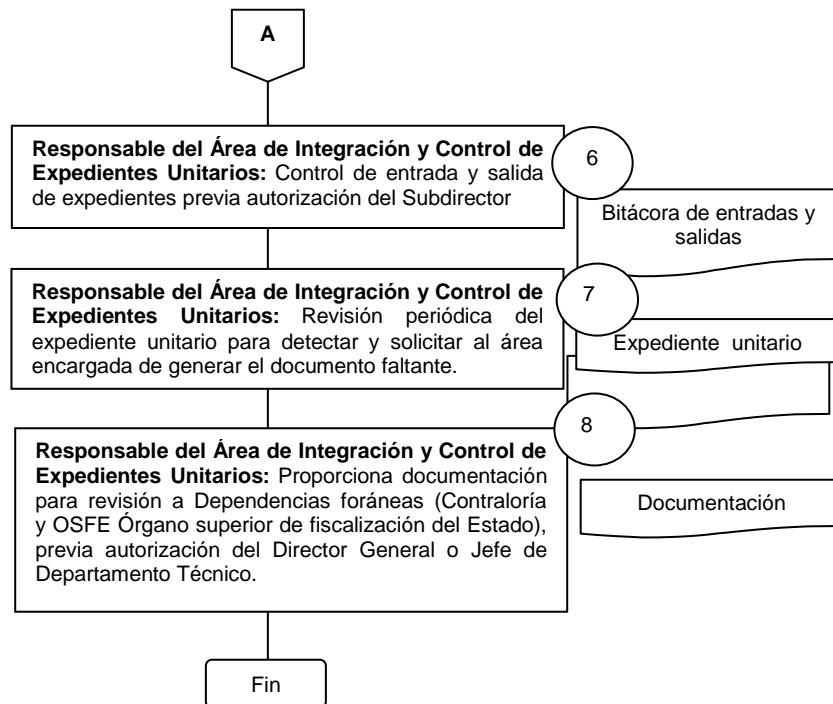 A
Responsable del Área de Integración y Control de
Expedientes Unitarios: Control de entrada y salida
de expedientes previa autorización del Subdirector
6
Bitácora de entradas y
salidas
Responsable del Área de Integración y Control de
Expedientes Unitarios: Revisión periódica del
expediente unitario para detectar y solicitar al área
encargada de generar el documento faltante.
7
Expediente unitario
Responsable del Área de Integración y Control de
Expedientes Unitarios: Proporciona documentación
para revisión a Dependencias foráneas (Contraloría
y OSFE Órgano superior de fiscalización del Estado),
previa autorización del Director General o Jefe de
Departamento Técnico.
8
Documentación
Fin